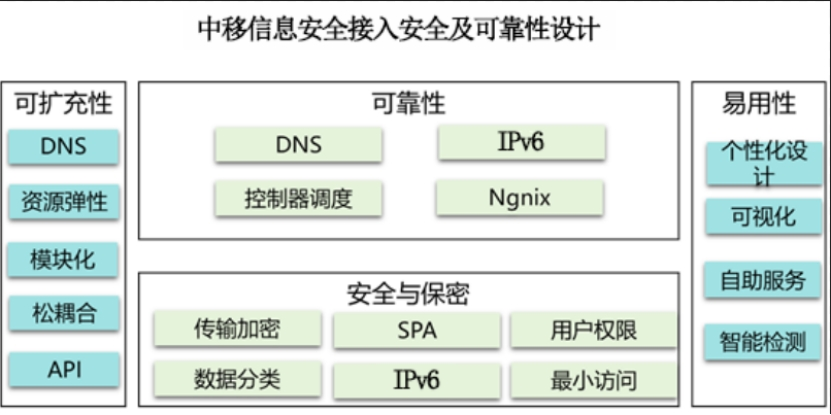 中移信息安全接入安全及可靠性设计
可扩充性
DNS
资源弹性
模块化
松耦合
API
可靠性
DNS
IPv6
控制器调度
Ngnix
安全与保密
传输加密
SPA
用户权限
数据分类
IPv6
最小访问
易用性
个性化设
计
可视化
自助服务
智能检测